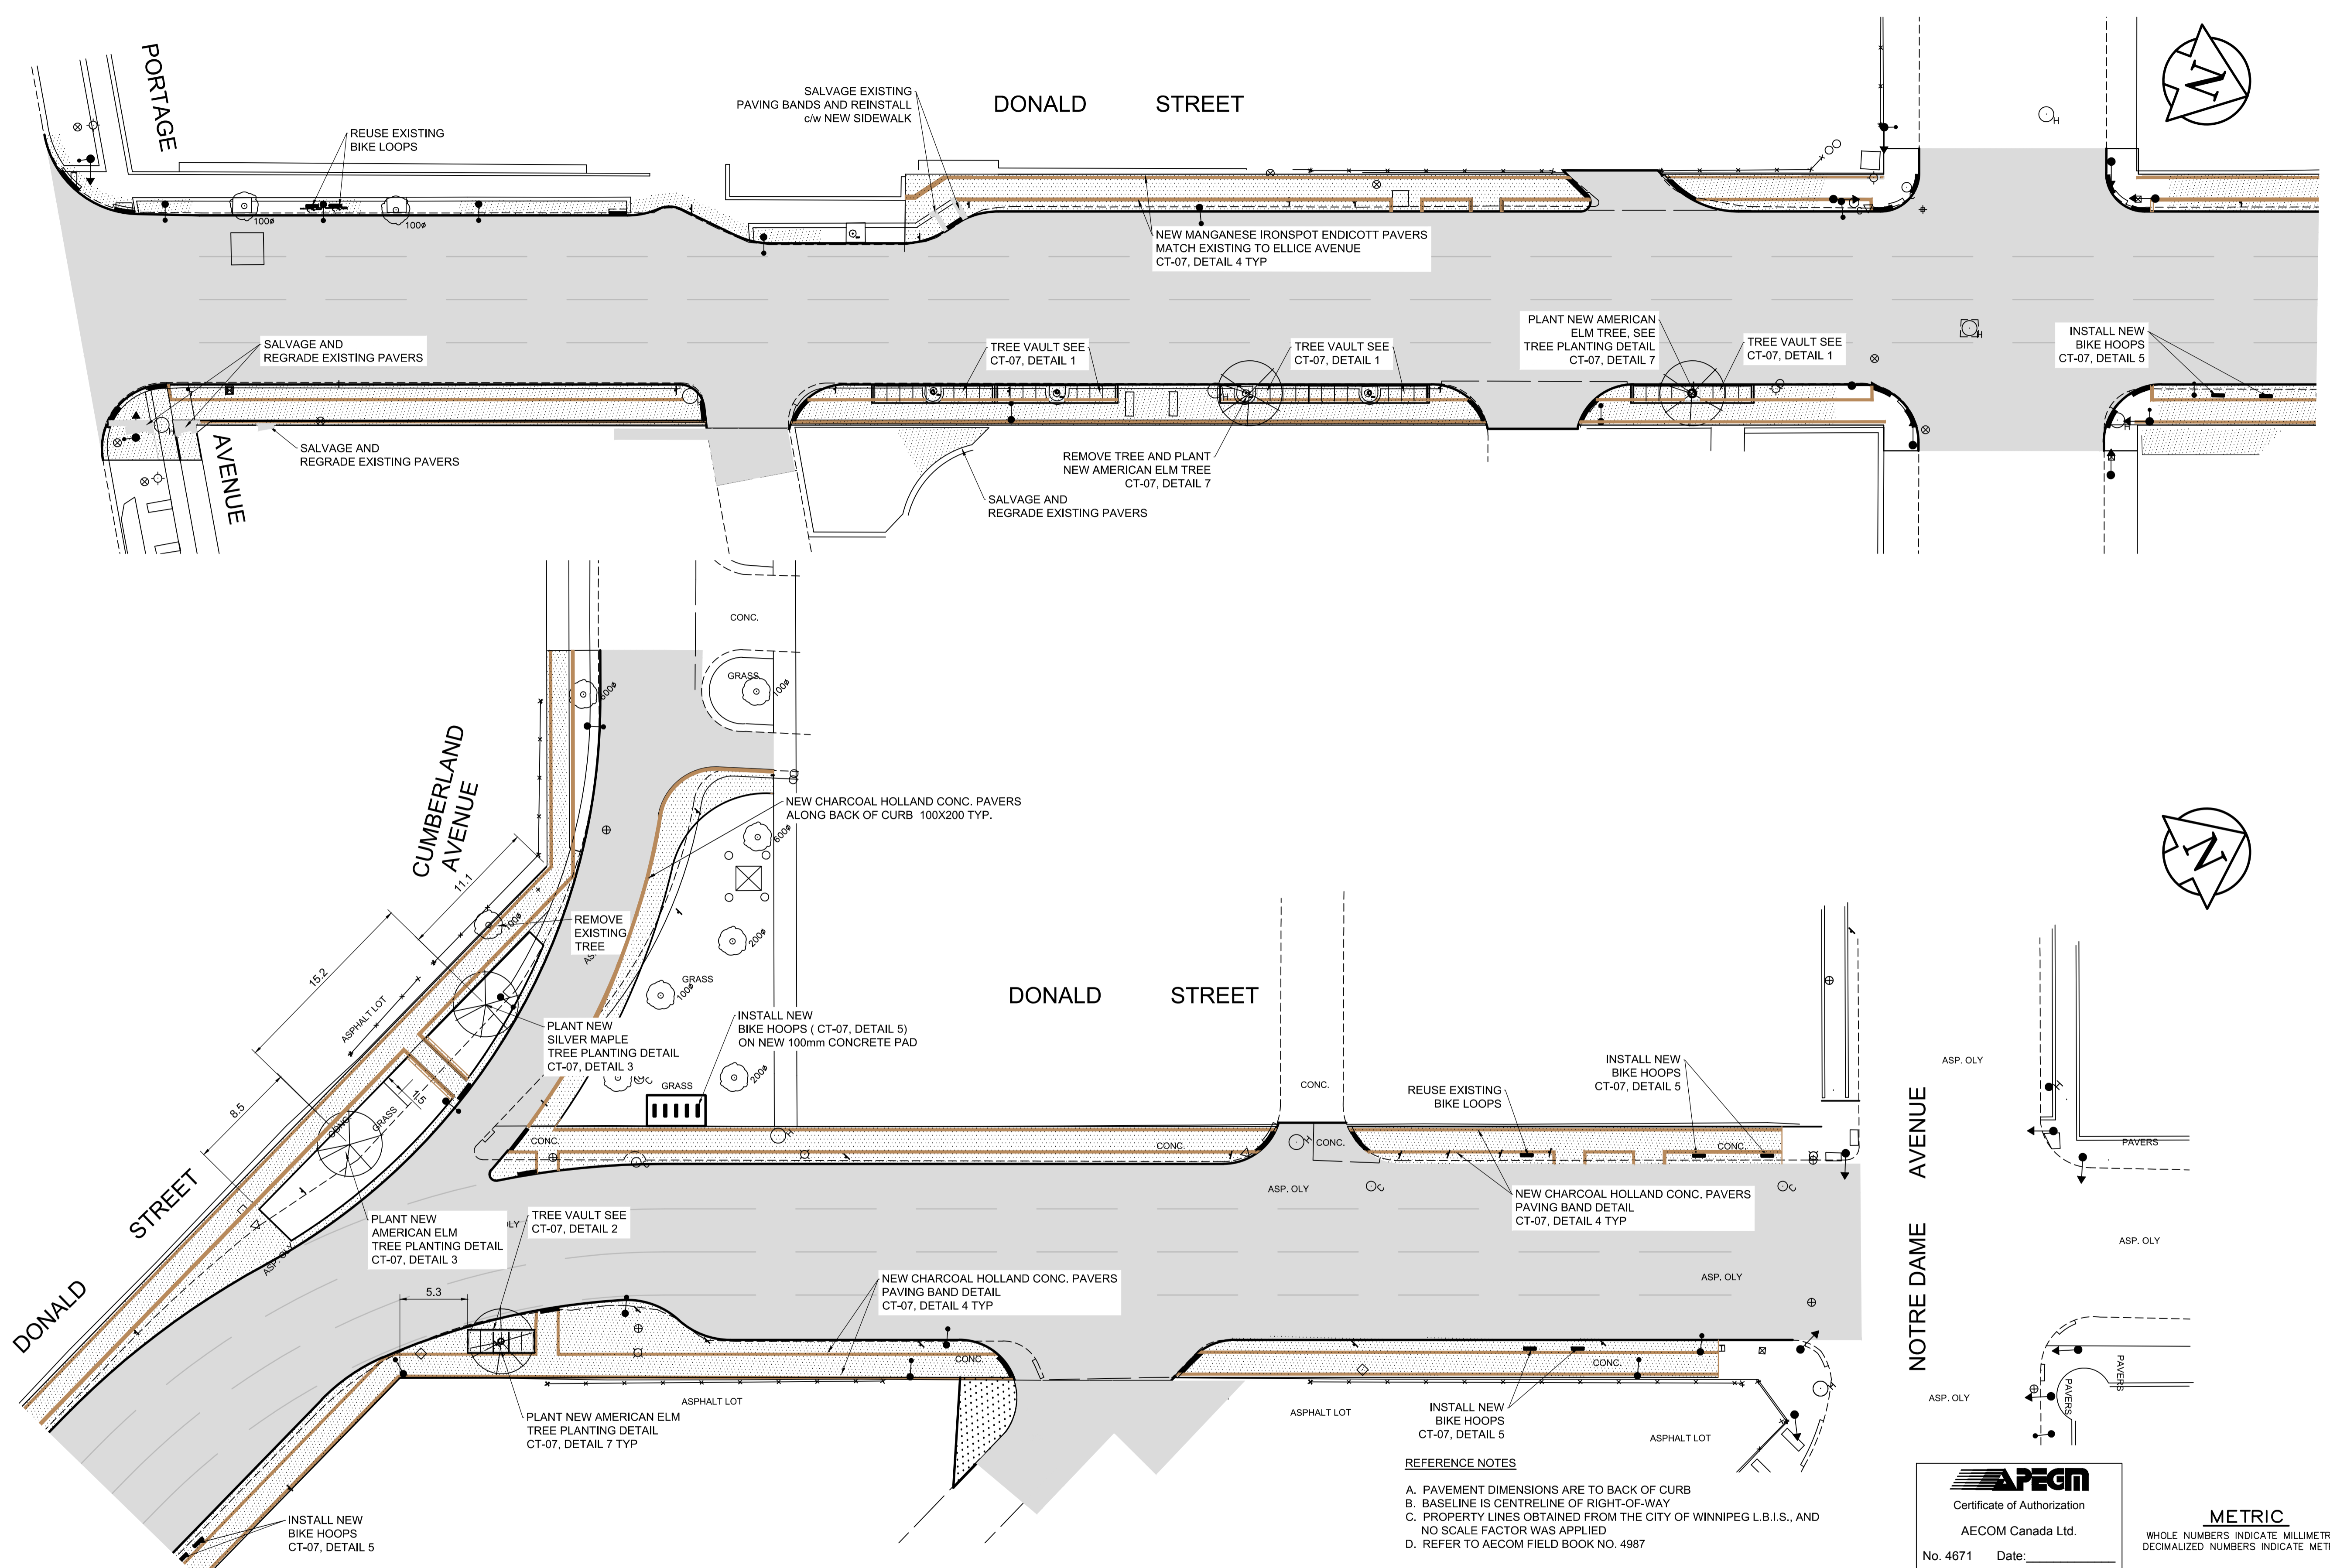 PORTAGE
AVENUE
DONALD STREET
REUSE EXISTING
BIKE LOOPS
SALVAGE EXISTING
PAVING BANDS AND REINSTALL
c/w NEW SIDEWALK
N
100ø
100ø
H
C
NEW MANGANESE IRONSPOT ENDICOTT PAVERS
MATCH EXISTING TO ELLICE AVENUE
CT-07, DETAIL 4 TYP
H
SALVAGE AND
REGRADE EXISTING PAVERS
TREE VAULT SEE
CT-07, DETAIL 1
TREE VAULT SEE
CT-07, DETAIL 1
PLANT NEW AMERICAN
ELM TREE, SEE
TREE PLANTING DETAIL
CT-07, DETAIL 7
TREE VAULT SEE
CT-07, DETAIL 1
INSTALL NEW
BIKE HOOPS
CT-07, DETAIL 5
H
H
H
SALVAGE AND
REGRADE EXISTING PAVERS
REMOVE TREE AND PLANT
NEW AMERICAN ELM TREE
CT-07, DETAIL 7
SALVAGE AND
REGRADE EXISTING PAVERS
CONC.
GRASS
100ø
600ø
CUMBERLAND
AVENUE
NEW CHARCOAL HOLLAND CONC. PAVERS
ALONG BACK OF CURB 100X200 TYP.
600ø
N
11.1
15.2
8.5
1.5
100ø
REMOVE
EXISTING
TREE
AS.
200ø
GRASS
100ø
DONALD STREET
ASPHALT LOT
PLANT NEW
SILVER MAPLE
TREE PLANTING DETAIL
CT-07, DETAIL 3
INSTALL NEW
BIKE HOOPS ( CT-07, DETAIL 5)
ON NEW 100mm CONCRETE PAD
C
200ø
GRASS
CONC.
GRASS
CONC.
CONC.
H
CONC.
CONC.
H
CONC.
REUSE EXISTING
BIKE LOOPS
INSTALL NEW
BIKE HOOPS
CT-07, DETAIL 5
CONC.
ASP. OLY
H
PAVERS
ASP. OLY
C
C
NEW CHARCOAL HOLLAND CONC. PAVERS
PAVING BAND DETAIL
CT-07, DETAIL 4 TYP
NOTRE DAME AVENUE
ASP. OLY
DONALD STREET
PLANT NEW
AMERICAN ELM
TREE PLANTING DETAIL
CT-07, DETAIL 3
LY
TREE VAULT SEE
CT-07, DETAIL 2
ASP. OLY
5.3
NEW CHARCOAL HOLLAND CONC. PAVERS
PAVING BAND DETAIL
CT-07, DETAIL 4 TYP
ASP. OLY
CONC.
CONC.
H
PAVERS
PAVERS
ASP. OLY
ASPHALT LOT
ASPHALT LOT
ASPHALT LOT
PLANT NEW AMERICAN ELM
TREE PLANTING DETAIL
CT-07, DETAIL 7 TYP
INSTALL NEW
BIKE HOOPS
CT-07, DETAIL 5
INSTALL NEW
BIKE HOOPS
CT-07, DETAIL 5
REFERENCE NOTES
A. PAVEMENT DIMENSIONS ARE TO BACK OF CURB
B. BASELINE IS CENTRELINE OF RIGHT-OF-WAY
C. PROPERTY LINES OBTAINED FROM THE CITY OF WINNIPEG L.B.I.S., AND
NO SCALE FACTOR WAS APPLIED
D. REFER TO AECOM FIELD BOOK NO. 4987
APEGM
Certificate of Authorization
AECOM Canada Ltd.
No. 4671 Date:
METRIC
WHOLE NUMBERS INDICATE MILLIMETR
DECIMALIZED NUMBERS INDICATE MET